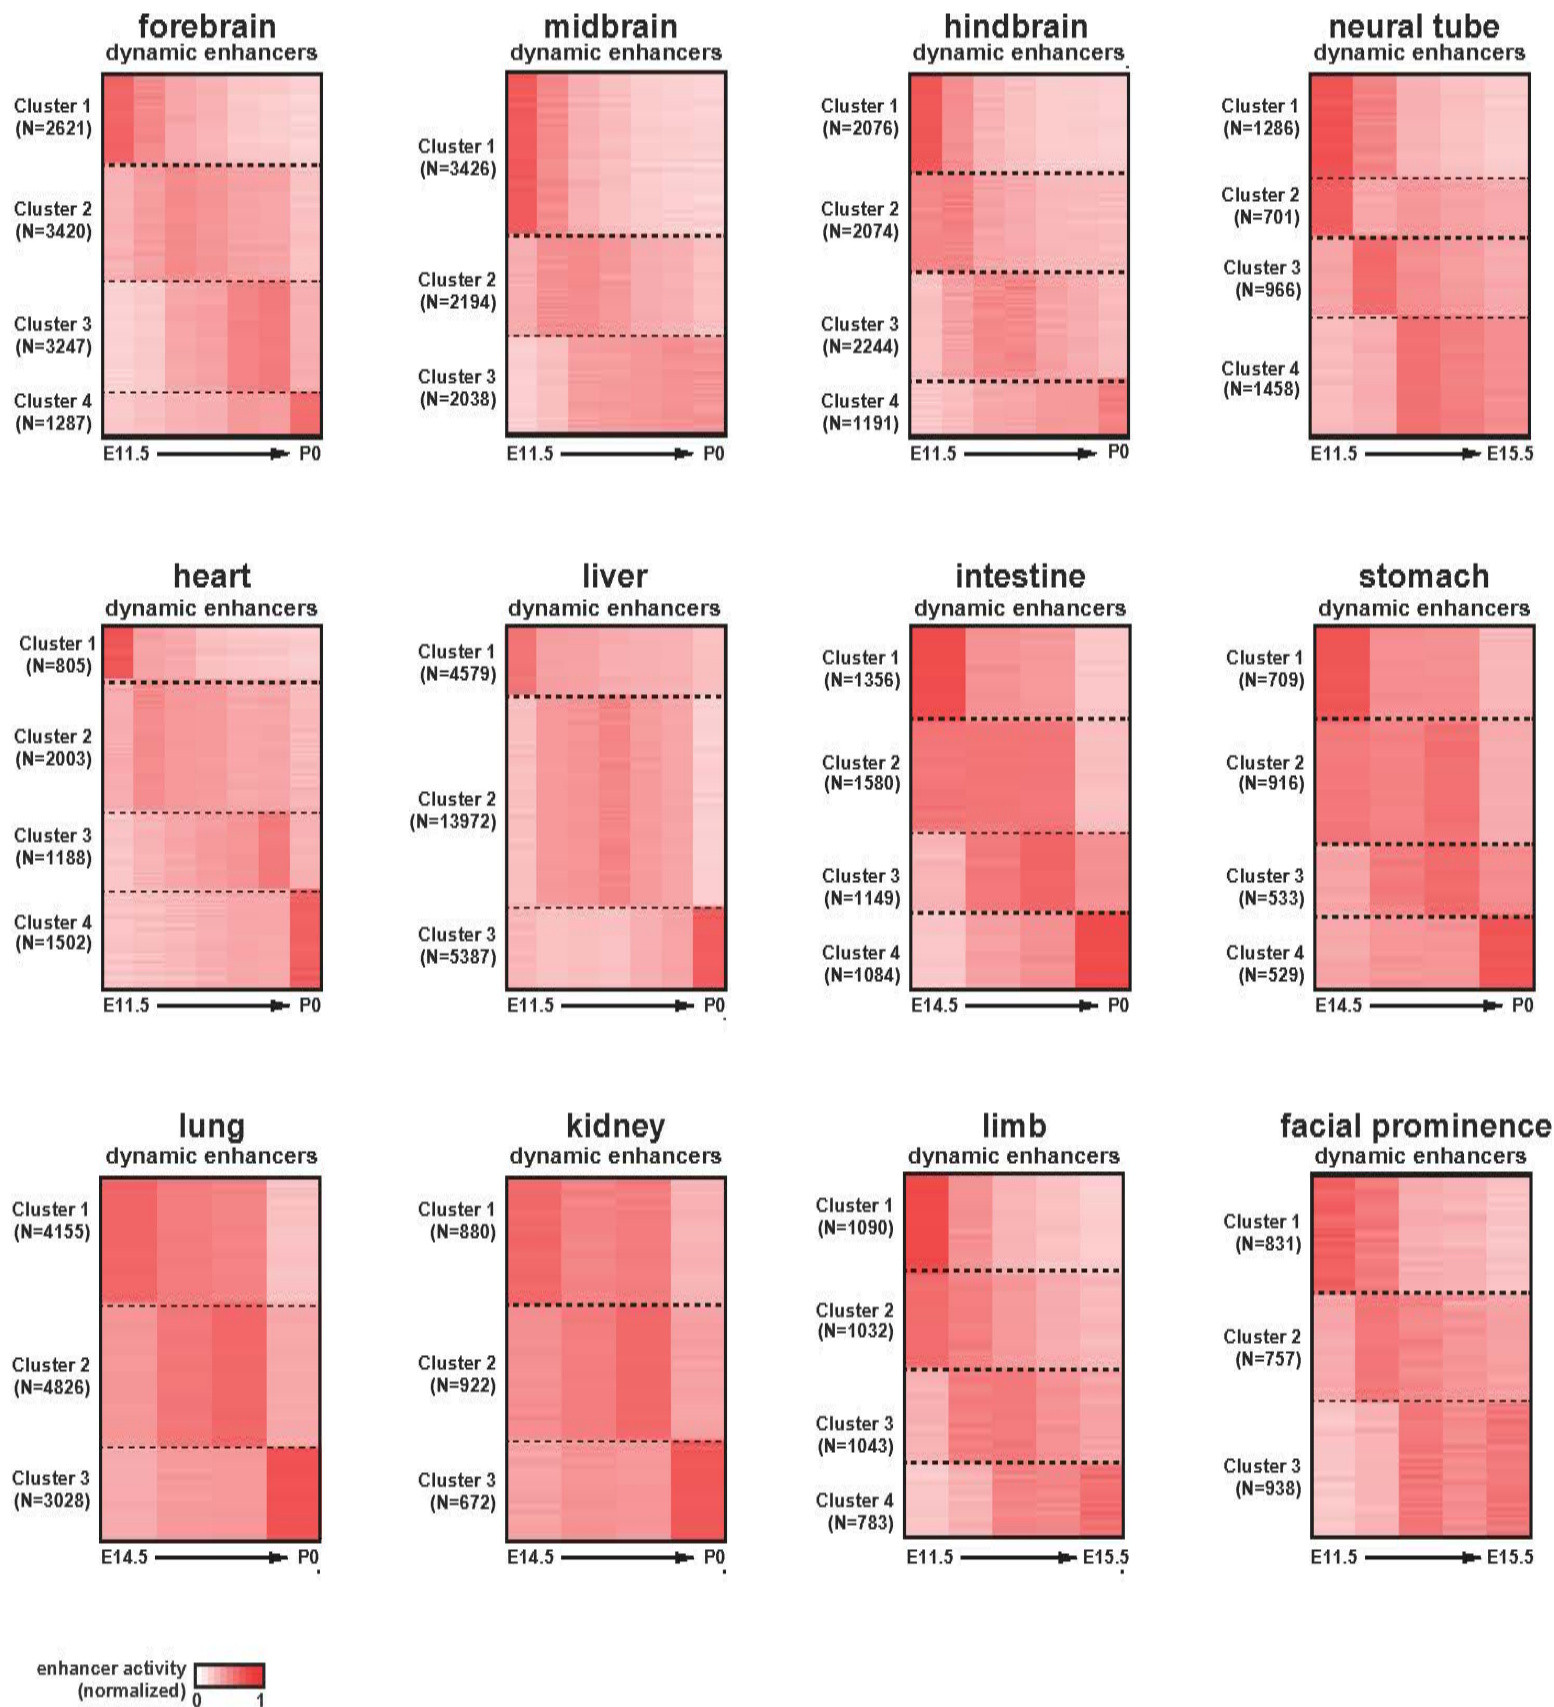 forebrain
dynamic enhancers
Cluster 1
(N=2621)
Cluster 2
(N=3420)
Cluster 3
(N=3247)
Cluster 4
(N=1287)
E11.5 P0
midbrain
dynamic enhancers
Cluster 1
(N=3426)
Cluster 2
(N=2194)
Cluster 3
(N=2038)
E11.5 P0
hindbrain
dynamic enhancers
Cluster 1
(N=2076)
Cluster 2
(N=2074)
Cluster 3
(N=2244)
Cluster 4
(N=1191)
E11.5 P0
neural tube
dynamic enhancers
Cluster 1
(N=1286)
Cluster 2
(N=701)
Cluster 3
(N=966)
Cluster 4
(N=1458)
E11.5 E15.5
heart
dynamic enhancers
Cluster 1
(N=805)
Cluster 2
(N=2003)
Cluster 3
(N=1188)
Cluster 4
(N=1502)
E11.5 P0
liver
dynamic enhancers
Cluster 1
(N=4579)
Cluster 2
(N=13972)
Cluster 3
(N=5387)
E11.5 P0
intestine
dynamic enhancers
Cluster 1
(N=1356)
Cluster 2
(N=1580)
Cluster 3
(N=1149)
Cluster 4
(N=1084)
E14.5 P0
stomach
dynamic enhancers
Cluster 1
(N=709)
Cluster 2
(N=916)
Cluster 3
(N=533)
Cluster 4
(N=529)
E14.5 P0
lung
dynamic enhancers
Cluster 1
(N=4155)
Cluster 2
(N=4826)
Cluster 3
(N=3028)
E14.5 P0
kidney
dynamic enhancers
Cluster 1
(N=880)
Cluster 2
(N=922)
Cluster 3
(N=672)
E14.5 P0
limb
dynamic enhancers
Cluster 1
(N=1090)
Cluster 2
(N=1032)
Cluster 3
(N=1043)
Cluster 4
(N=783)
E11.5 E15.5
facial prominence
dynamic enhancers
Cluster 1
(N=831)
Cluster 2
(N=757)
Cluster 3
(N=938)
E11.5 E15.5
enhancer activity
(normalized)
0 1